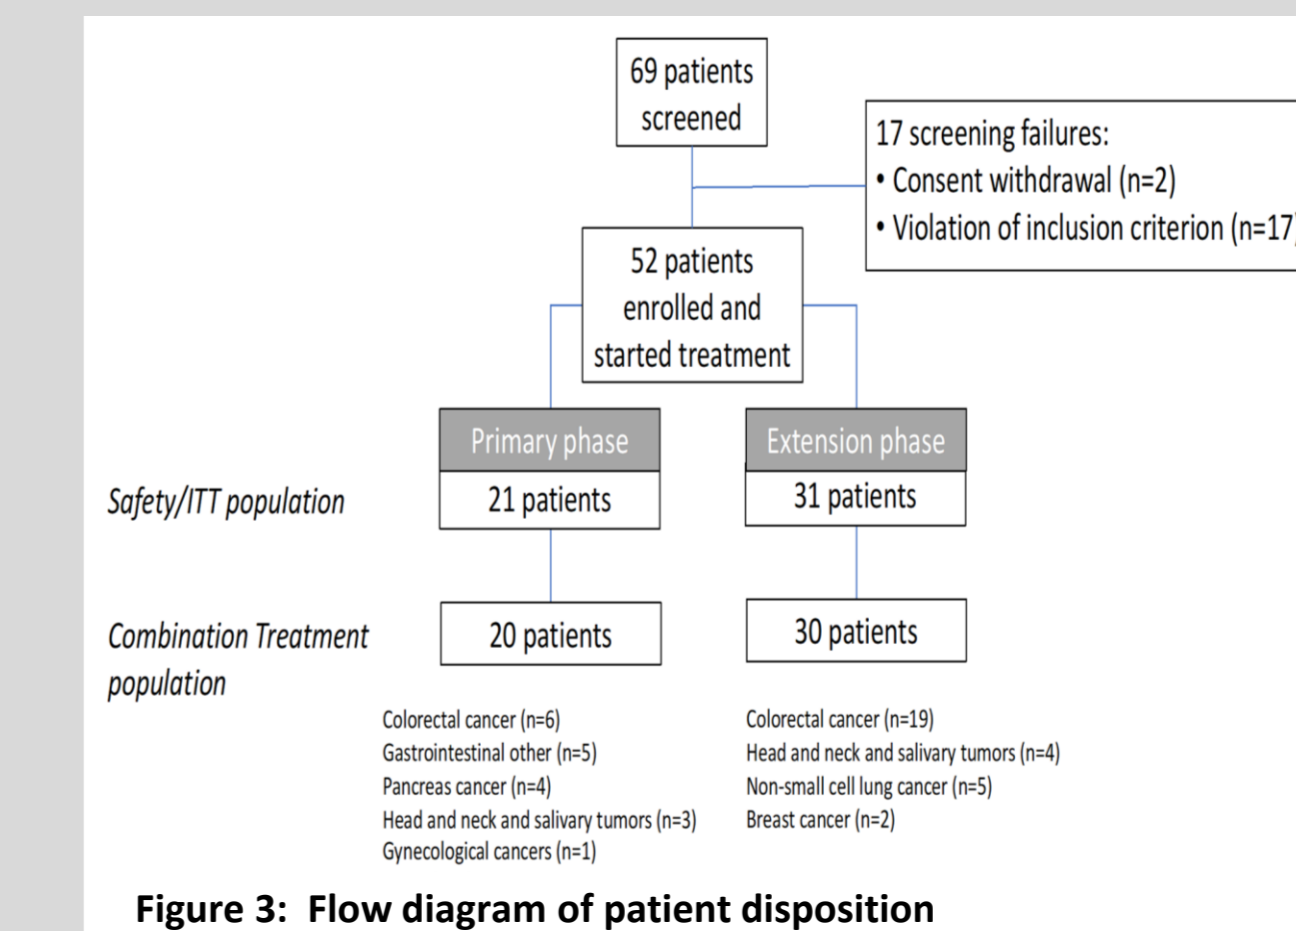 69 patients
screened
17 screening failures:
• Consent withdrawal (n=2)
• Violation of inclusion criterion (n=17)
52 patients
enrolled and
started treatment
Primary phase
Extension phase
Safety/ITT population
21 patients
31 patients
Combination Treatment
population
20 patients
30 patients
Colorectal cancer (n=6)
Gastrointestinal other (n=5)
Pancreas cancer (n=4)
Head and neck and salivary tumors (n=3)
Gynecological cancers (n=1)
Colorectal cancer (n=19)
Head and neck and salivary tumors (n=4)
Non-small cell lung cancer (n=5)
Breast cancer (n=2)
Figure 3: Flow diagram of patient disposition